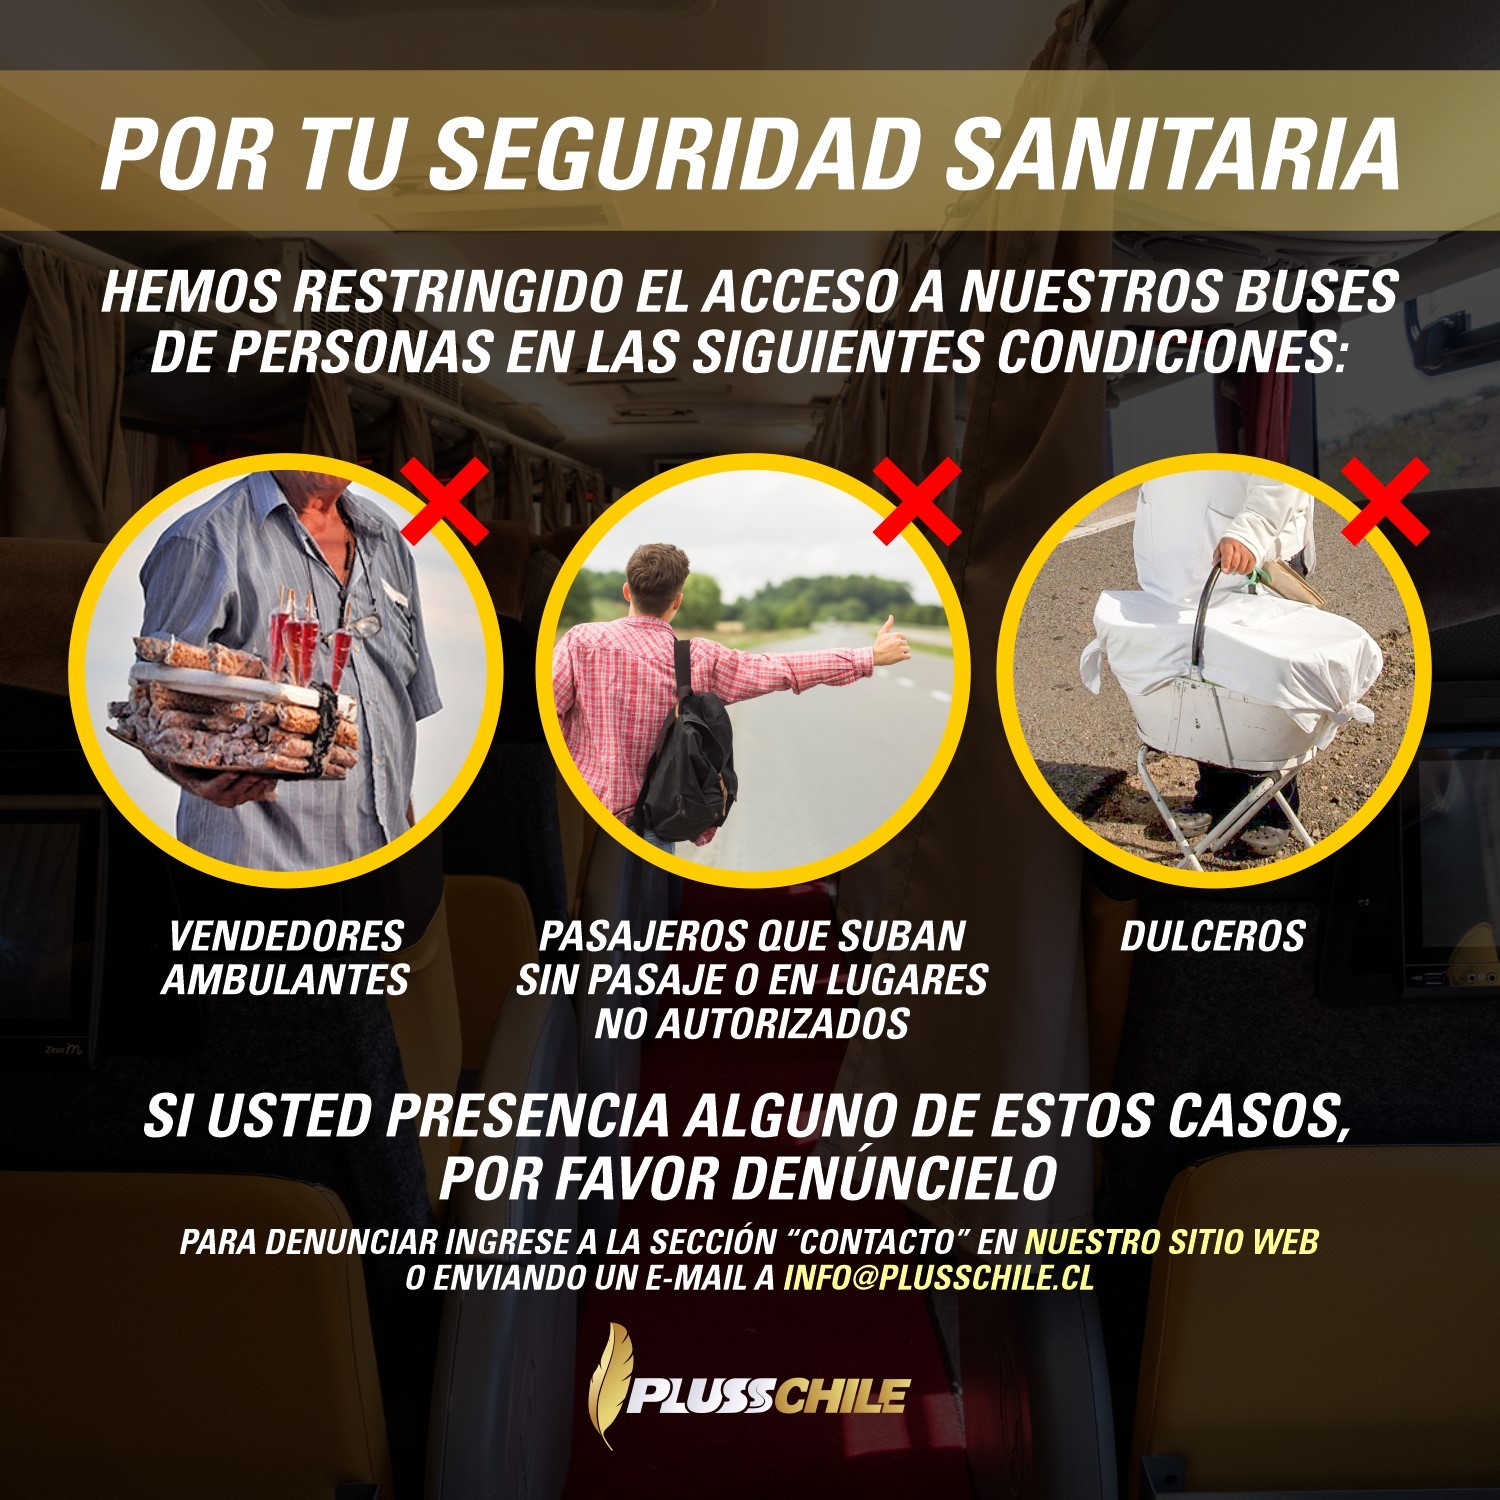 POR TU SEGURIDAD SANITARIA
HEMOS RESTRINGIDO EL ACCESO A NUESTROS BUSES
DE PERSONAS EN LAS SIGUIENTES CONDICIONES:
VENDEDORES
AMBULANTES
PASAJEROS QUE SUBAN
SIN PASAJE O EN LUGARES
NO AUTORIZADOS
DULCEROS
Zeus m
SI USTED PRESENCIA ALGUNO DE ESTOS CASOS,
POR FAVOR DENÚNCIELO
PARA DENUNCIAR INGRESE A LA SECCIÓN “CONTACTO” EN NUESTRO SITIO WEB
O ENVIANDO UN E-MAIL A INFO@PLUSSCHILE.CL
PLUSSCHILE